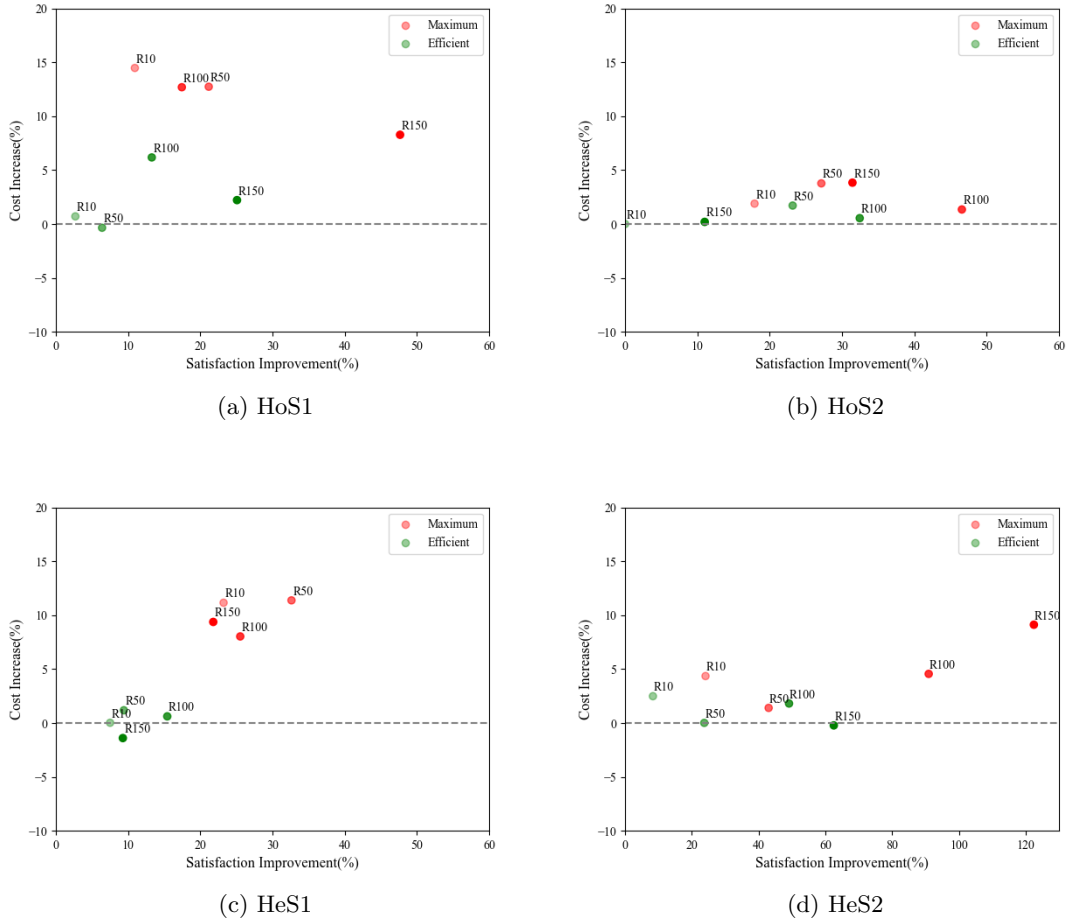 20
15
10
5
0
−5
−10
Cost Increase(%)
Maximum
Efficient
R10
R100
R50
R150
R100
R150
R10
R50
0 10 20 30 40 50 60
Satisfaction Improvement(%)
(a) HoS1
20
15
10
5
0
−5
−10
Cost Increase(%)
Maximum
Efficient
R50
R150
R10
R50
R100
R100
R10
R150
0 10 20 30 40 50 60
Satisfaction Improvement(%)
(b) HoS2
20
15
10
5
0
−5
−10
Cost Increase(%)
Maximum
Efficient
R10
R50
R150
R100
R50
R100
R10
R150
0 10 20 30 40 50 60
Satisfaction Improvement(%)
(c) HeS1
20
15
10
5
0
−5
−10
Cost Increase(%)
Maximum
Efficient
R150
R10
R100
R10
R50
R100
R50
R150
0 20 40 60 80 100 120
Satisfaction Improvement(%)
(d) HeS2